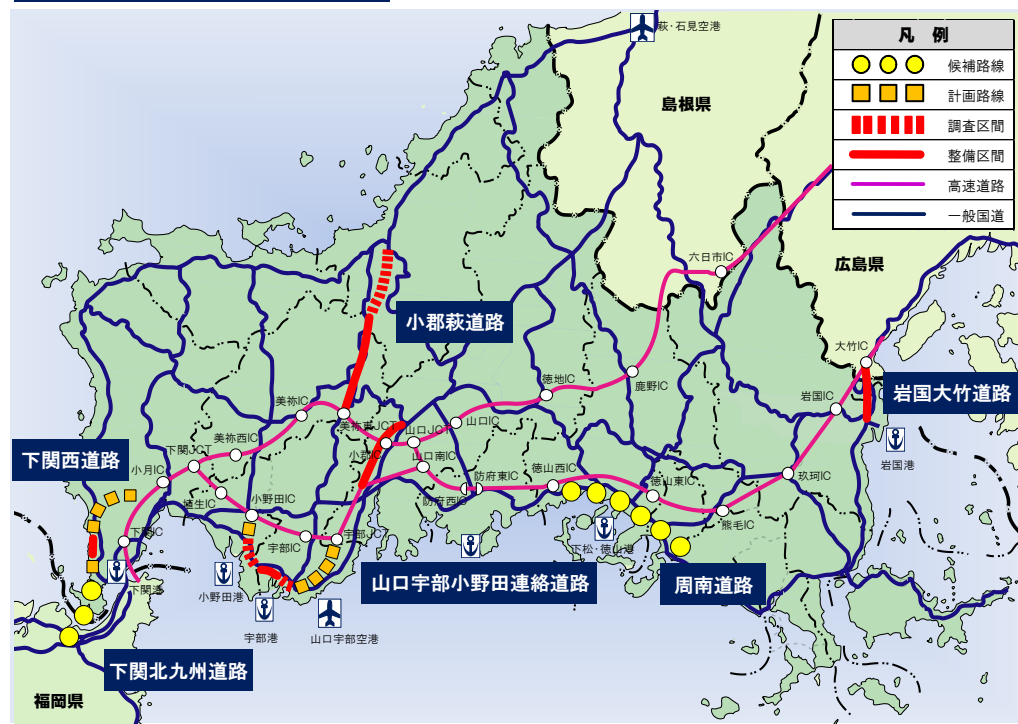 萩・石見空港
凡 例
候補路線
計画路線
調査区間
整備区間
高速道路
一般国道
島根県
六日市IC
広島県
小郡萩道路
大竹IC
徳地IC
鹿野IC
岩国大竹道路
美祢IC
岩国IC
美祢東JCT
山口JCT
山口IC
下関西道路
下関JCT
美祢西IC
小郡IC
岩国港
小月IC
山口南IC
徳山西IC
防府東IC
玖珂IC
徳山東IC
埴生IC
小野田IC
防府西IC
熊毛IC
下関IC
宇部IC
宇部JCT
下松・徳山港
下関港
小野田港
山口宇部小野田連絡道路
周南道路
宇部港
山口宇部空港
下関北九州道路
福岡県